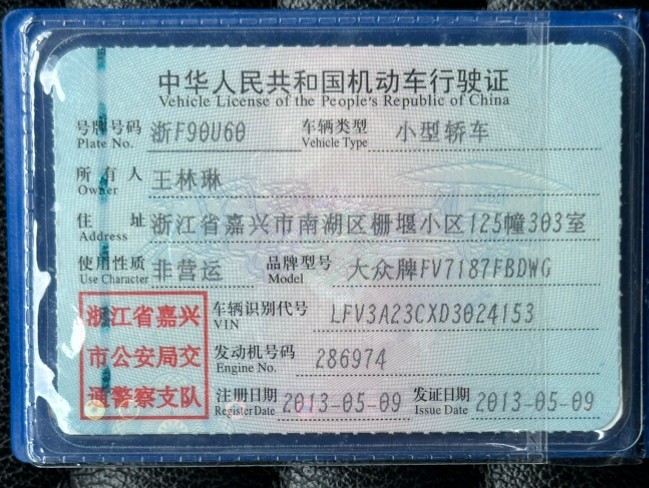 中华人民共和国机动车行驶证
Vehicle License of the People's Republic of China
号牌号码 浙F90U60 车辆类型 小型轿车
Plate No. Vehicle Type
所有人 王林琳
Owner
住址 浙江省嘉兴市南湖区栅堰小区125幢303室
Address
使用性质 非营运 品牌型号 大众牌FV7187FBDWG
Use Character Model
浙江省嘉兴
市公安局交
通警察支队
车辆识别代号 LFV3A23CXD3024153
VIN
发动机号码 286974
Engine No.
注册日期 2013-05-09 发证日期 2013-05-09
Register Date Issue Date